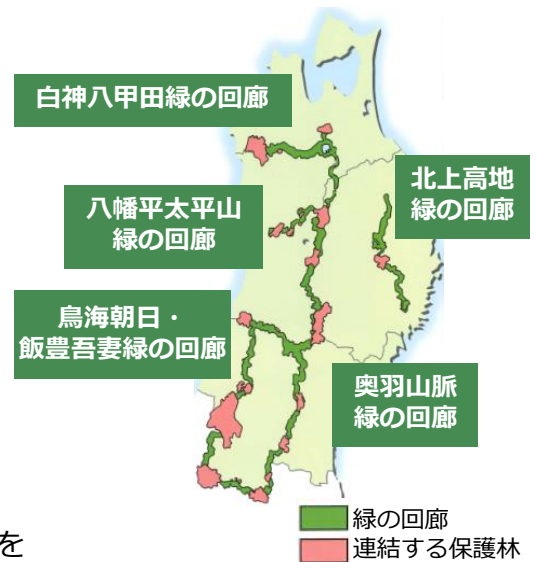 白神八甲田緑の回廊
北上高地
緑の回廊
八幡平太平山
緑の回廊
鳥海朝日・
飯豊吾妻緑の回廊
奥羽山脈
緑の回廊
緑の回廊
連結する保護林
を